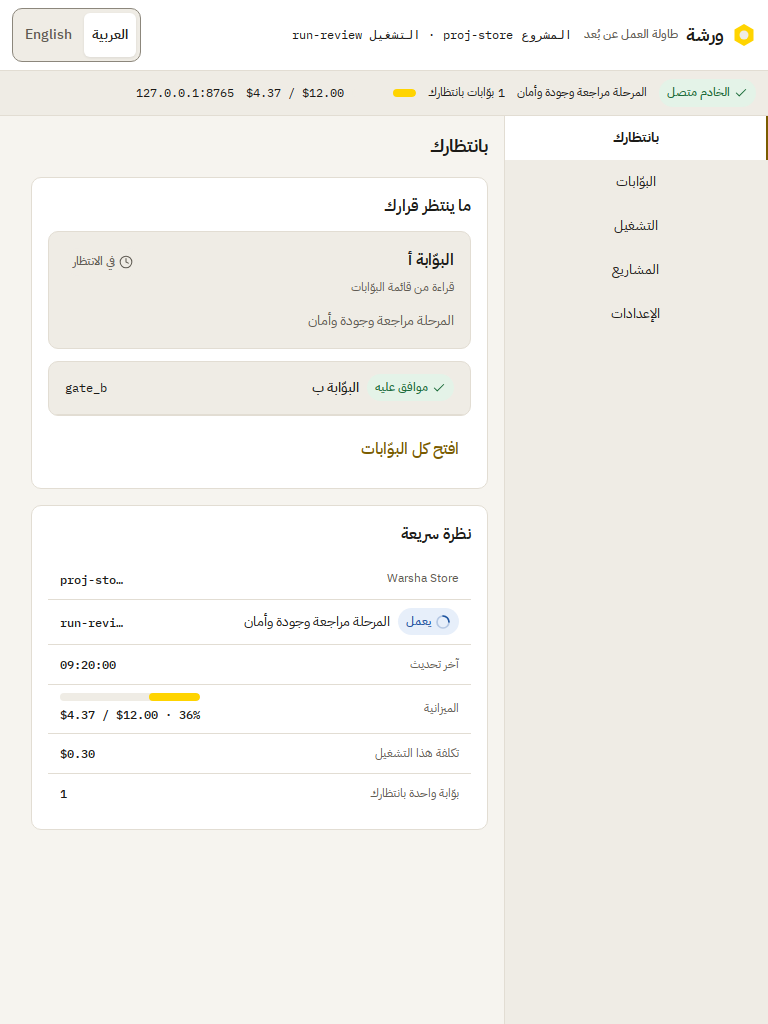 ورشة طاولة العمل عن بُعد المشروع proj-store · التشغيل run-review العربية English
الخادم متصل المرحلة مراجعة وجودة وأمان 1 بوّابات بانتظارك $4.37 / $12.00 127.0.0.1:8765
بانتظارك
البوّابات
التشغيل
المشاريع
الإعدادات
بانتظارك
ما ينتظر قرارك
البوّابة أ في الانتظار
قراءة من قائمة البوّابات
المرحلة مراجعة وجودة وأمان
موافق عليه البوّابة ب gate_b
افتح كل البوّابات
نظرة سريعة
Warsha Store proj-sto…
يعمل المرحلة مراجعة وجودة وأمان run-revi…
آخر تحديث 09:20:00
الميزانية $4.37 / $12.00 · 36%
تكلفة هذا التشغيل $0.30
بوّابة واحدة بانتظارك 1